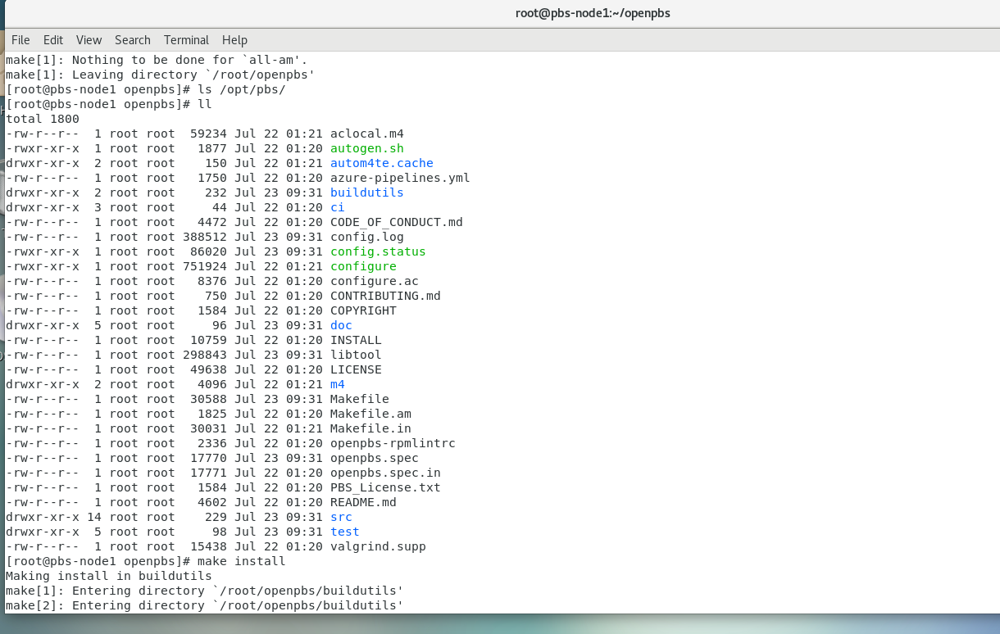 root@pbs-node1:~/openpbs
File Edit View Search Terminal Help
make[1]: Nothing to be done for `all-am'.
make[1]: Leaving directory `/root/openpbs'
[root@pbs-node1 openpbs]# ls /opt/pbs/
[root@pbs-node1 openpbs]# ll
total 1800
-rw-r--r--  1 root root  59234 Jul 22 01:21 aclocal.m4
-rwxr-xr-x  1 root root   1877 Jul 22 01:20 autogen.sh
drwxr-xr-x  2 root root    150 Jul 22 01:21 autom4te.cache
-rw-r--r--  1 root root   1750 Jul 22 01:20 azure-pipelines.yml
drwxr-xr-x  2 root root    232 Jul 23 09:31 buildutils
drwxr-xr-x  3 root root     44 Jul 22 01:20 ci
-rw-r--r--  1 root root   4472 Jul 22 01:20 CODE_OF_CONDUCT.md
-rw-r--r--  1 root root 388512 Jul 23 09:31 config.log
-rwxr-xr-x  1 root root  86020 Jul 23 09:31 config.status
-rwxr-xr-x  1 root root 751924 Jul 22 01:21 configure
-rw-r--r--  1 root root   8376 Jul 22 01:20 configure.ac
-rw-r--r--  1 root root    750 Jul 22 01:20 CONTRIBUTING.md
-rw-r--r--  1 root root   1584 Jul 22 01:20 COPYRIGHT
drwxr-xr-x  5 root root     96 Jul 23 09:31 doc
-rw-r--r--  1 root root  10759 Jul 22 01:20 INSTALL
-rw-r--r--  1 root root 298843 Jul 23 09:31 libtool
-rw-r--r--  1 root root  49638 Jul 22 01:20 LICENSE
drwxr-xr-x  2 root root   4096 Jul 22 01:21 m4
-rw-r--r--  1 root root  30588 Jul 23 09:31 Makefile
-rw-r--r--  1 root root   1825 Jul 22 01:20 Makefile.am
-rw-r--r--  1 root root  30031 Jul 22 01:21 Makefile.in
-rw-r--r--  1 root root   2336 Jul 22 01:20 openpbs-rpmlintrc
-rw-r--r--  1 root root  17770 Jul 23 09:31 openpbs.spec
-rw-r--r--  1 root root  17771 Jul 22 01:20 openpbs.spec.in
-rw-r--r--  1 root root   1584 Jul 22 01:20 PBS_License.txt
-rw-r--r--  1 root root   4602 Jul 22 01:20 README.md
drwxr-xr-x 14 root root    229 Jul 23 09:31 src
drwxr-xr-x  5 root root     98 Jul 23 09:31 test
-rw-r--r--  1 root root  15438 Jul 22 01:20 valgrind.supp
[root@pbs-node1 openpbs]# make install
Making install in buildutils
make[1]: Entering directory `/root/openpbs/buildutils'
make[2]: Entering directory `/root/openpbs/buildutils'